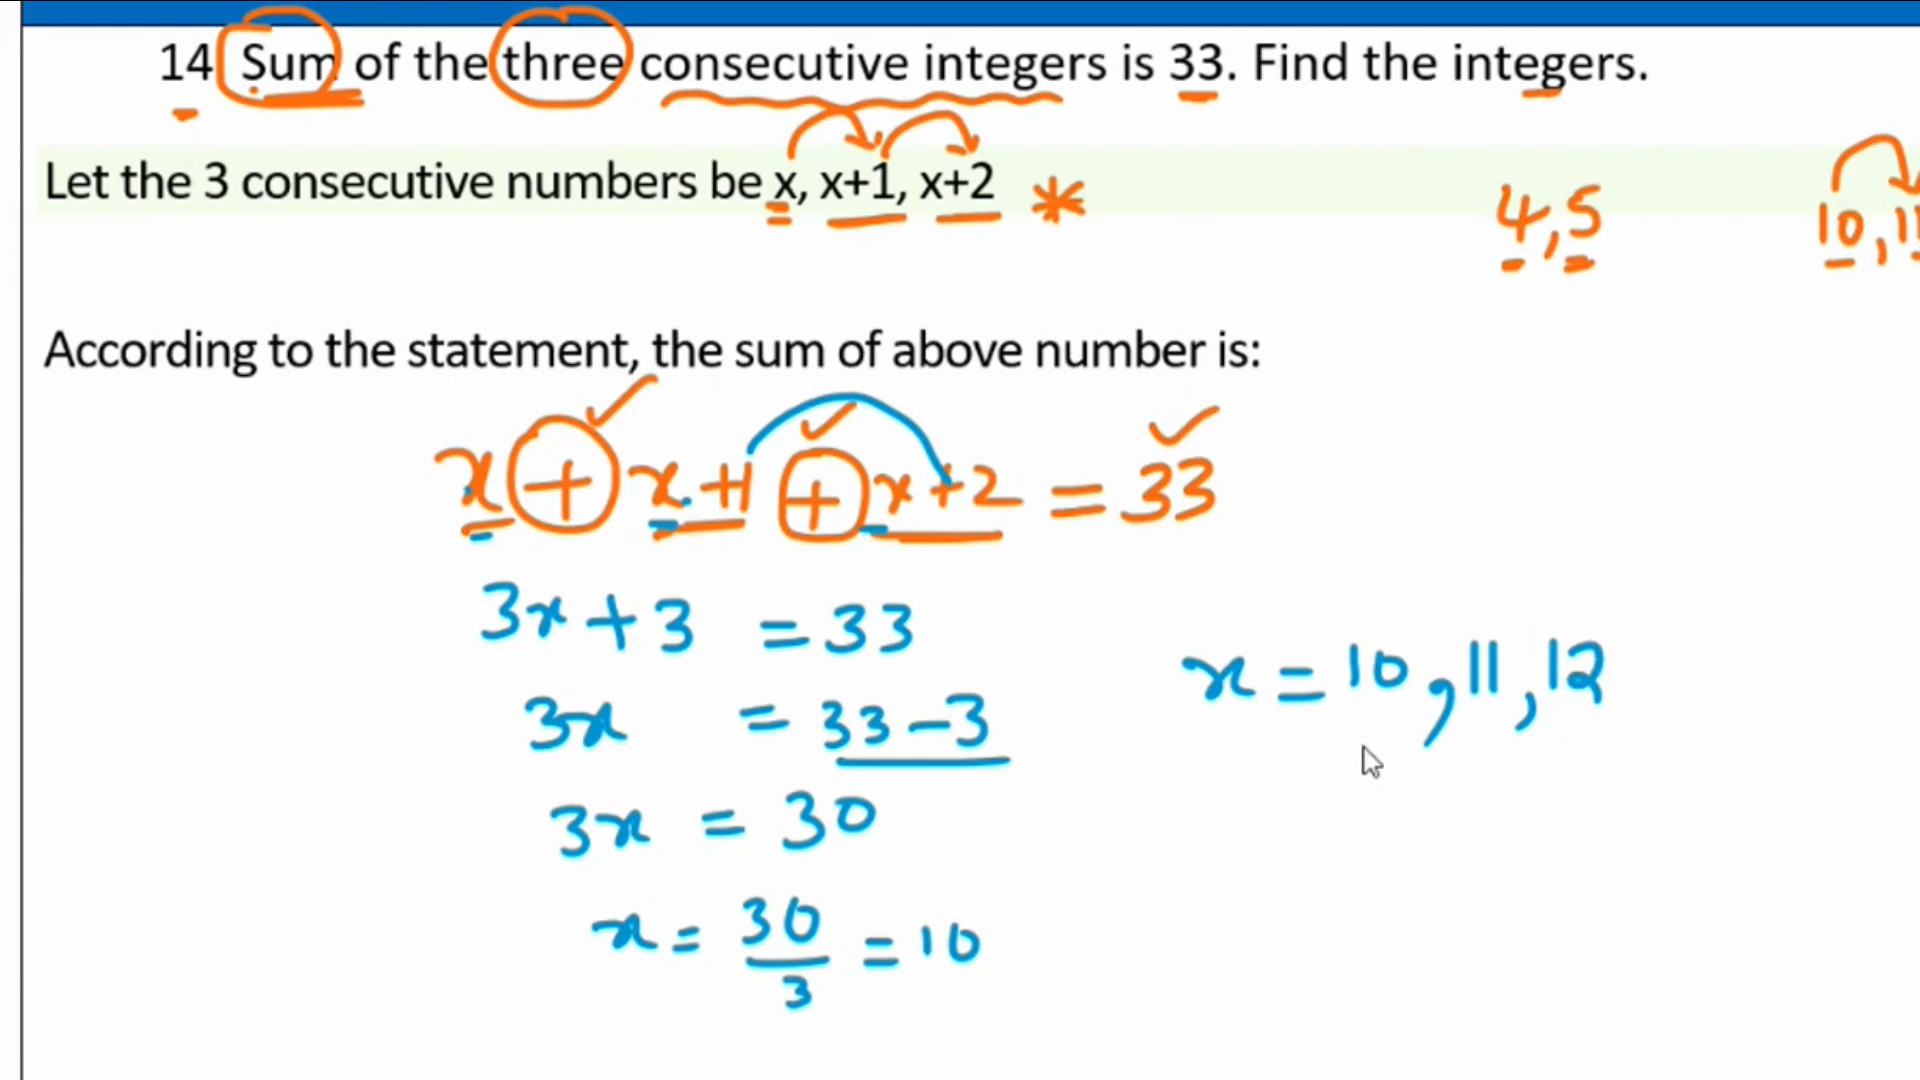 14 Sum of the three consecutive integers is 33. Find the integers.
Let the 3 consecutive numbers be x, x+1, x+2 *
4,5
10,11
According to the statement, the sum of above number is:
x + x+1 + x+2 = 33
3x+3 = 33
3x = 33-3
3x = 30
x = 30/3 = 10
x = 10, 11, 12